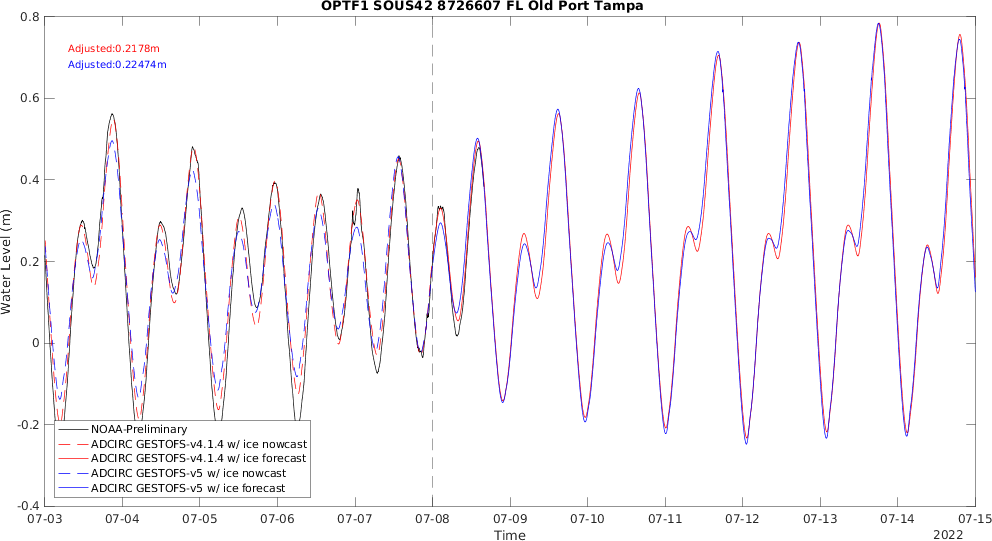 OPTF1 SOUS42 8726607 FL Old Port Tampa
Adjusted:0.2178m
Adjusted:0.22474m
0.8
0.6
0.4
0.2
0
-0.2
-0.4
Water Level (m)
NOAA-Preliminary
ADCIRC GESTOFS-v4.1.4 w/ ice nowcast
ADCIRC GESTOFS-v4.1.4 w/ ice forecast
ADCIRC GESTOFS-v5 w/ ice nowcast
ADCIRC GESTOFS-v5 w/ ice forecast
07-03 07-04 07-05 07-06 07-07 07-08 07-09 07-10 07-11 07-12 07-13 07-14 07-15
Time
2022